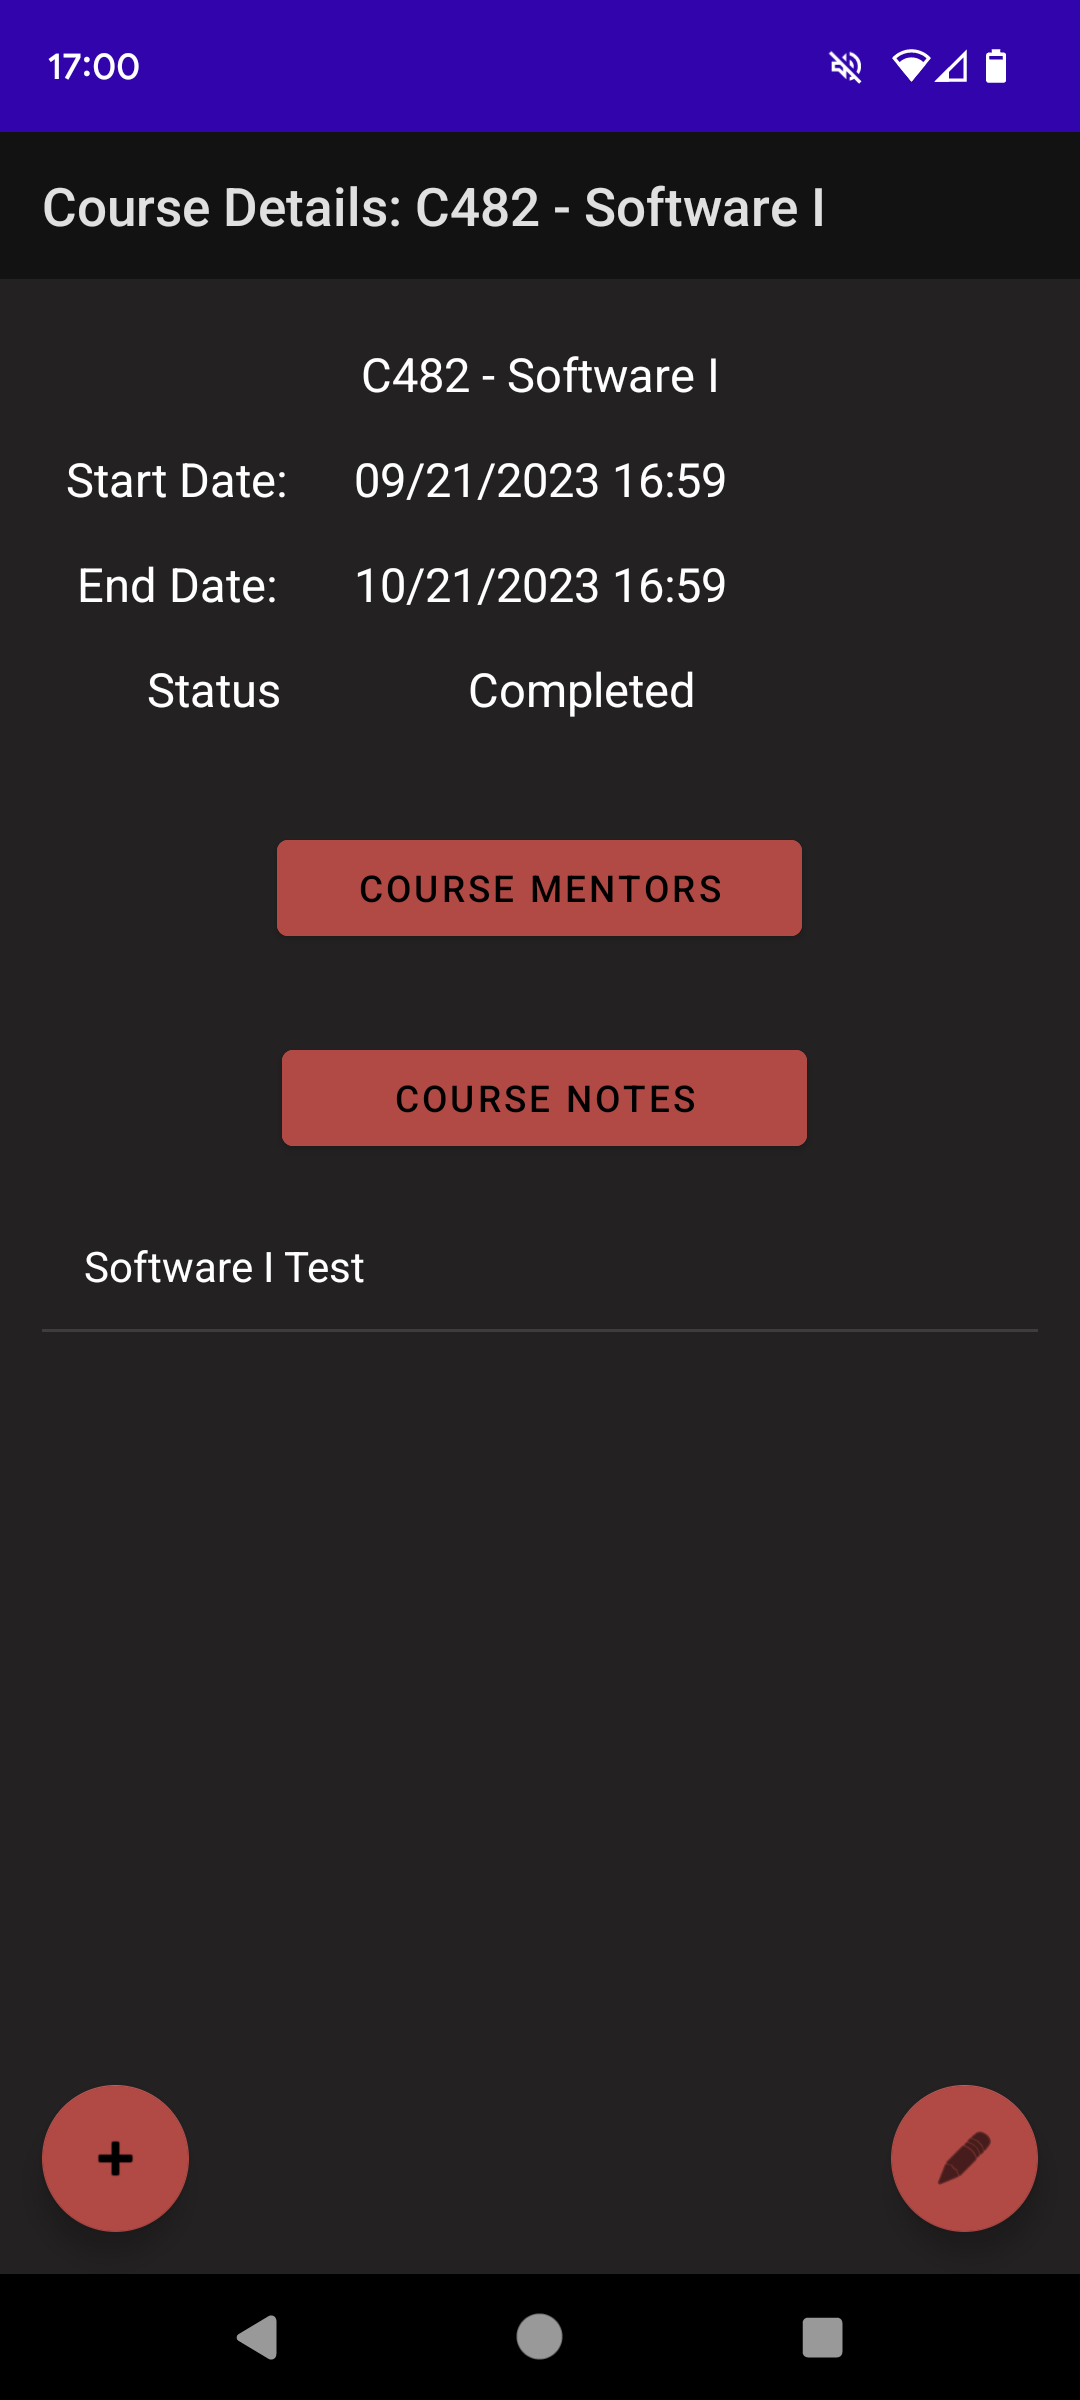 17:00
Course Details: C482 - Software I
C482 - Software I
Start Date: 09/21/2023 16:59
End Date: 10/21/2023 16:59
Status Completed
COURSE MENTORS
COURSE NOTES
Software I Test